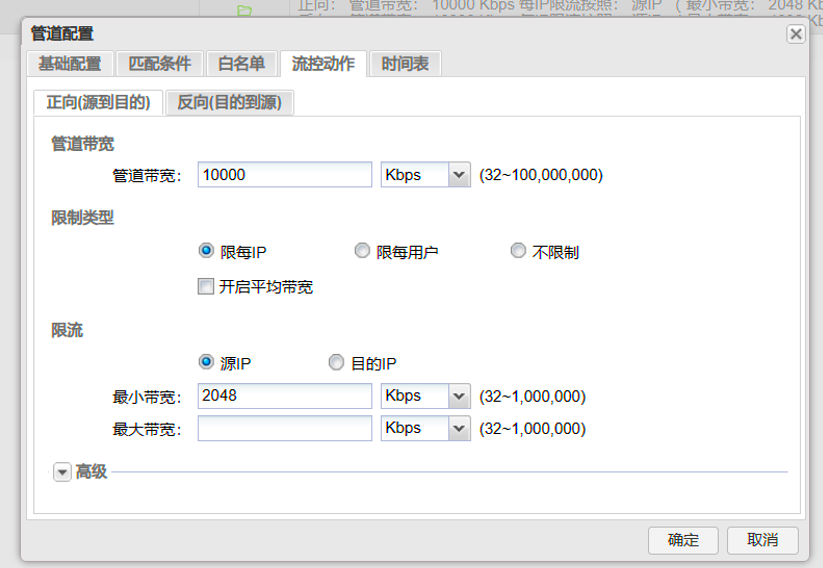 正向： 管道带宽： 10000 Kbps 每IP限流按照： 源IP （ 最小带宽： 2048 K
管道配置
基础配置 匹配条件 白名单 流控动作 时间表
正向(源到目的) 反向(目的到源)
管道带宽
管道带宽： 10000 Kbps (32~100,000,000)
限制类型
限每IP 限每用户 不限制
开启平均带宽
限流
源IP 目的IP
最小带宽： 2048 Kbps (32~1,000,000)
最大带宽： Kbps (32~1,000,000)
高级
确定 取消